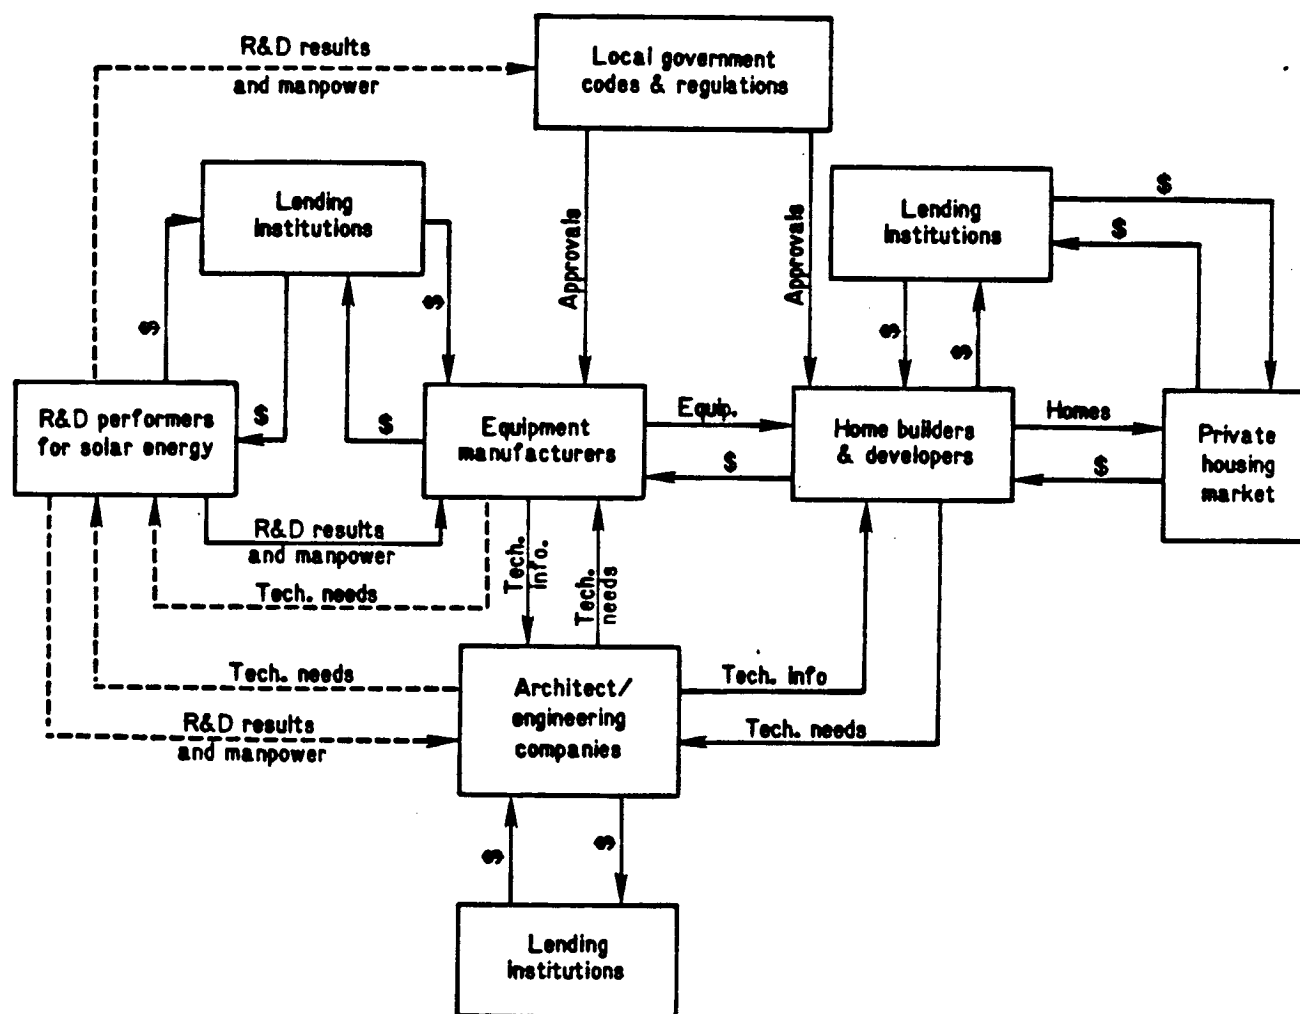 R&D results
and manpower
Local government
codes & regulations
Lending
Institutions
Lending
Institutions
$
$
Approvals
Approvals
$
$
$
$
$
$
R&D performers
for solar energy
Equipment
manufacturers
Equip.
$
Home builders
& developers
Homes
$
Private
housing
market
R&D results
and manpower
Tech.
info.
Tech.
needs
Tech. needs
Tech. needs
Architect/
engineering
companies
Tech. info
R&D results
and manpower
Tech. needs
$
$
Lending
institutions